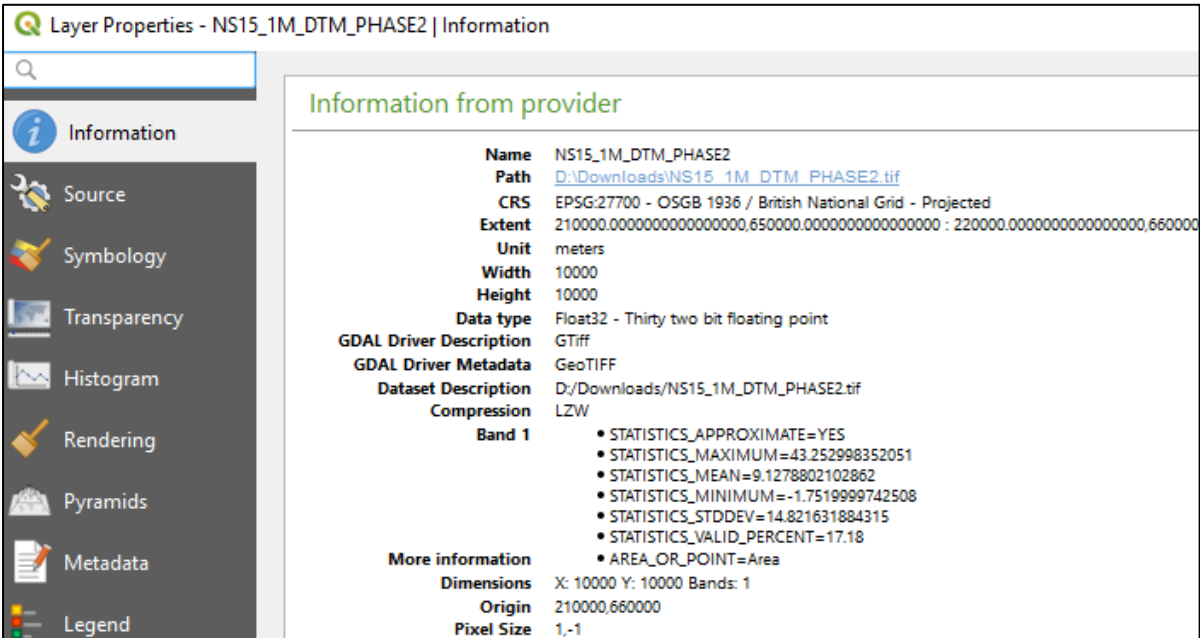 Layer Properties - NS15_1M_DTM_PHASE2 | Information
Information
Source
Symbology
Transparency
Histogram
Rendering
Pyramids
Metadata
Legend
Information from provider
Name NS15_1M_DTM_PHASE2
Path D:\Downloads\NS15_1M_DTM_PHASE2.tif
CRS EPSG:27700 - OSGB 1936 / British National Grid - Projected
Extent 210000.0000000000000000,650000.0000000000000000 : 220000.0000000000000000,660000
Unit meters
Width 10000
Height 10000
Data type Float32 - Thirty two bit floating point
GDAL Driver Description GTiff
GDAL Driver Metadata GeoTIFF
Dataset Description D:/Downloads/NS15_1M_DTM_PHASE2.tif
Compression LZW
Band 1 • STATISTICS_APPROXIMATE=YES
• STATISTICS_MAXIMUM=43.252998352051
• STATISTICS_MEAN=9.1278802102862
• STATISTICS_MINIMUM=-1.7519999742508
• STATISTICS_STDDEV=14.821631884315
• STATISTICS_VALID_PERCENT=17.18
More information • AREA_OR_POINT=Area
Dimensions X: 10000 Y: 10000 Bands: 1
Origin 210000,660000
Pixel Size 1,-1